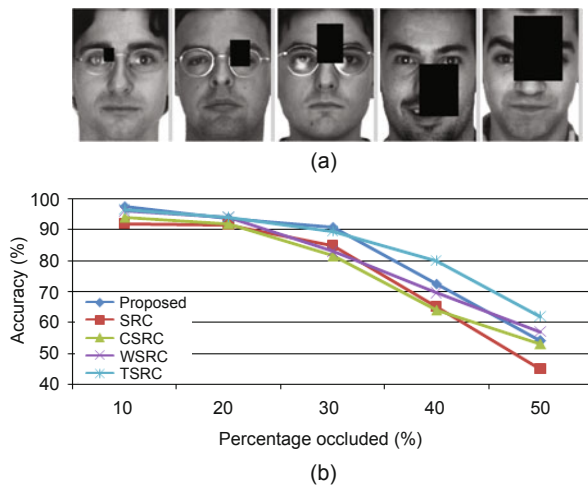 (a)
100
90
80
70
60
50
40
Accuracy (%)
Proposed
SRC
CSRC
WSRC
TSRC
10 20 30 40 50
Percentage occluded (%)
(b)